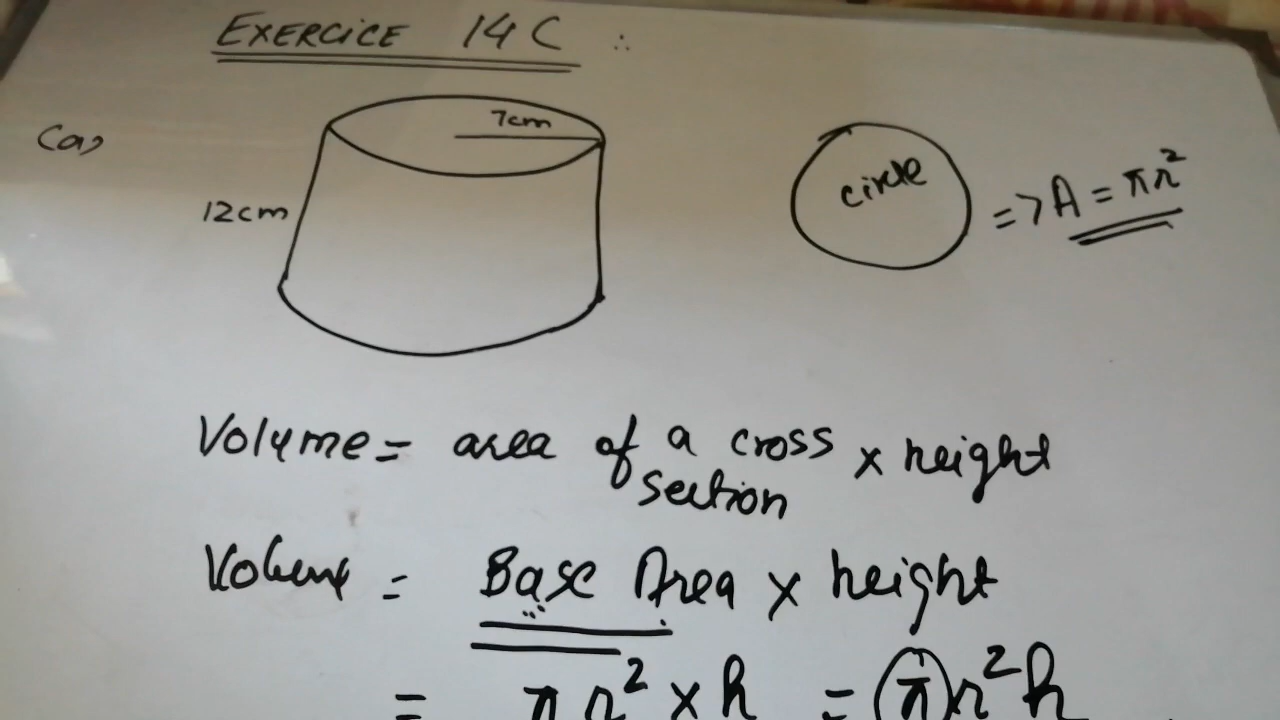 EXERCICE 14C :.
(a)
7cm
12cm
circle => A = πr²
Volume = area of a cross section × height
Volume = Base Area × height
= πr² × h = πr²h